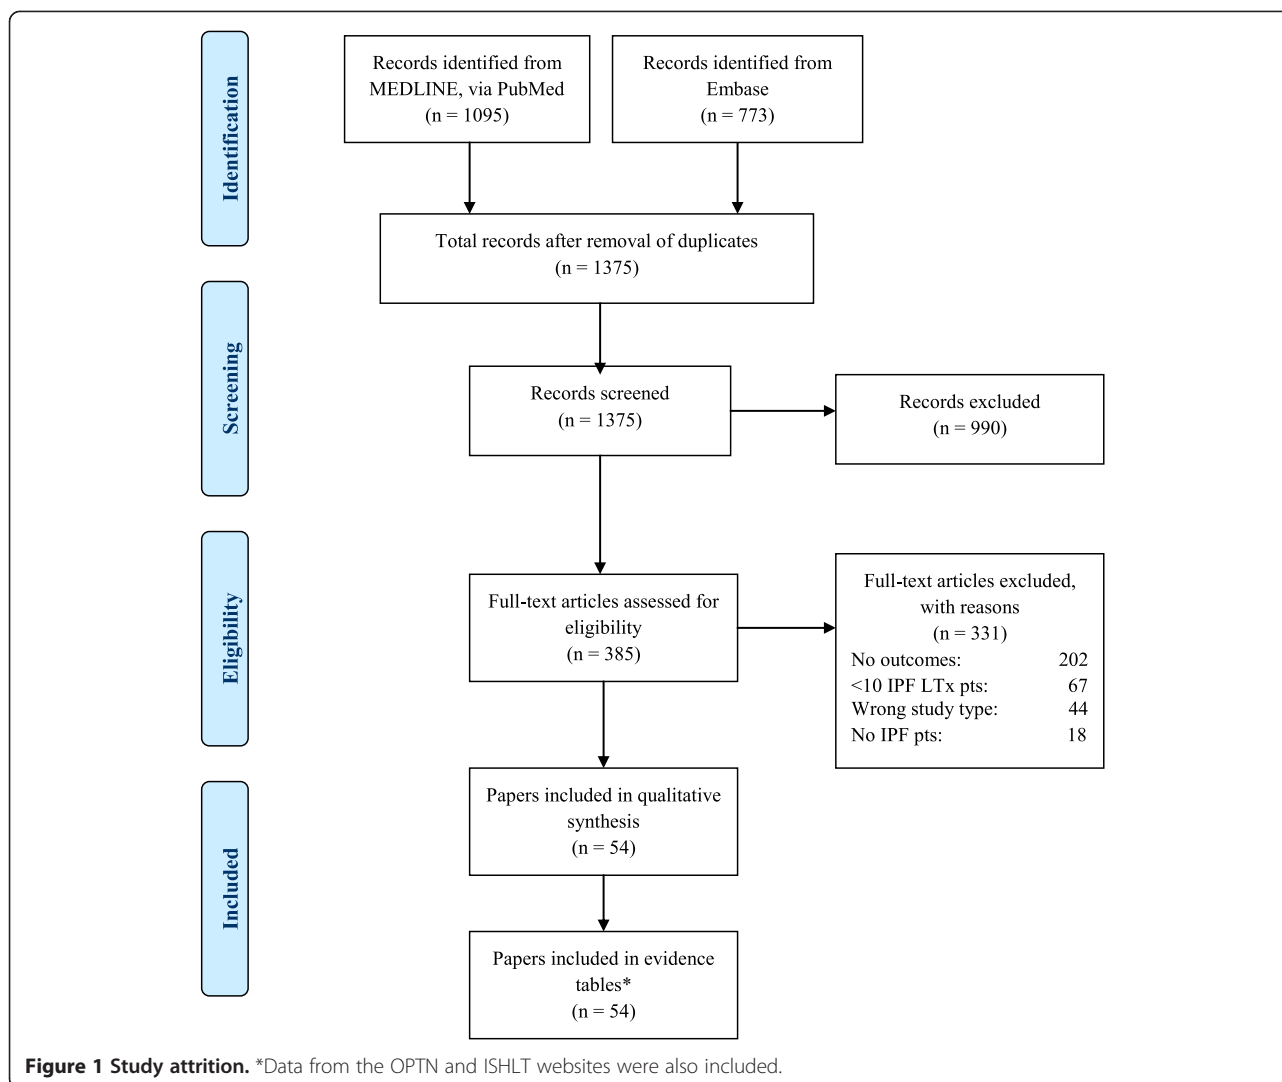 Identification
Records identified from
MEDLINE, via PubMed
(n = 1095)
Records identified from
Embase
(n = 773)
Total records after removal of duplicates
(n = 1375)
Screening
Records screened
(n = 1375)
Records excluded
(n = 990)
Eligibility
Full-text articles assessed for
eligibility
(n = 385)
Full-text articles excluded,
with reasons
(n = 331)
No outcomes: 202
<10 IPF LTx pts: 67
Wrong study type: 44
No IPF pts: 18
Included
Papers included in qualitative
synthesis
(n = 54)
Papers included in evidence
tables*
(n = 54)
Figure 1 Study attrition. *Data from the OPTN and ISHLT websites were also included.